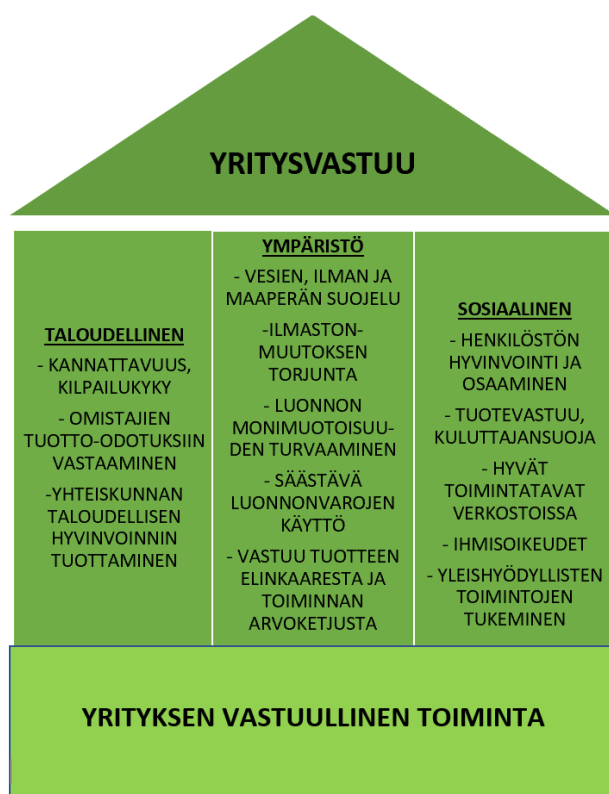 YRITYSVASTUU
TALOUDELLINEN
- KANNATTAVUUS,
KILPAILUKYKY
- OMISTAJIEN
TUOTTO-ODOTUKSIIN
VASTAAMINEN
-YHTEISKUNNAN
TALOUDELLISEN
HYVINVOINNIN
TUOTTAMINEN
YMPÄRISTÖ
- VESIEN, ILMAN JA
MAAPERÄN SUOJELU
-ILMASTON-
MUUTOKSEN
TORJUNTA
- LUONNON
MONIMUOTOISUU-
DEN TURVAAMINEN
- SÄÄSTÄVÄ
LUONNONVAROJEN
KÄYTTÖ
- VASTUU TUOTTEEN
ELINKAARESTA JA
TOIMINNAN
ARVOKETJUSTA
SOSIAALINEN
- HENKILÖSTÖN
HYVINVOINTI JA
OSAAMINEN
- TUOTEVASTUU,
KULUTTAJANSUOJA
- HYVÄT
TOIMINTATAVAT
VERKOSTOISSA
- IHMISOIKEUDET
- YLEISHYÖDYLLISTEN
TOIMINTOJEN
TUKEMINEN
YRITYKSEN VASTUULLINEN TOIMINTA